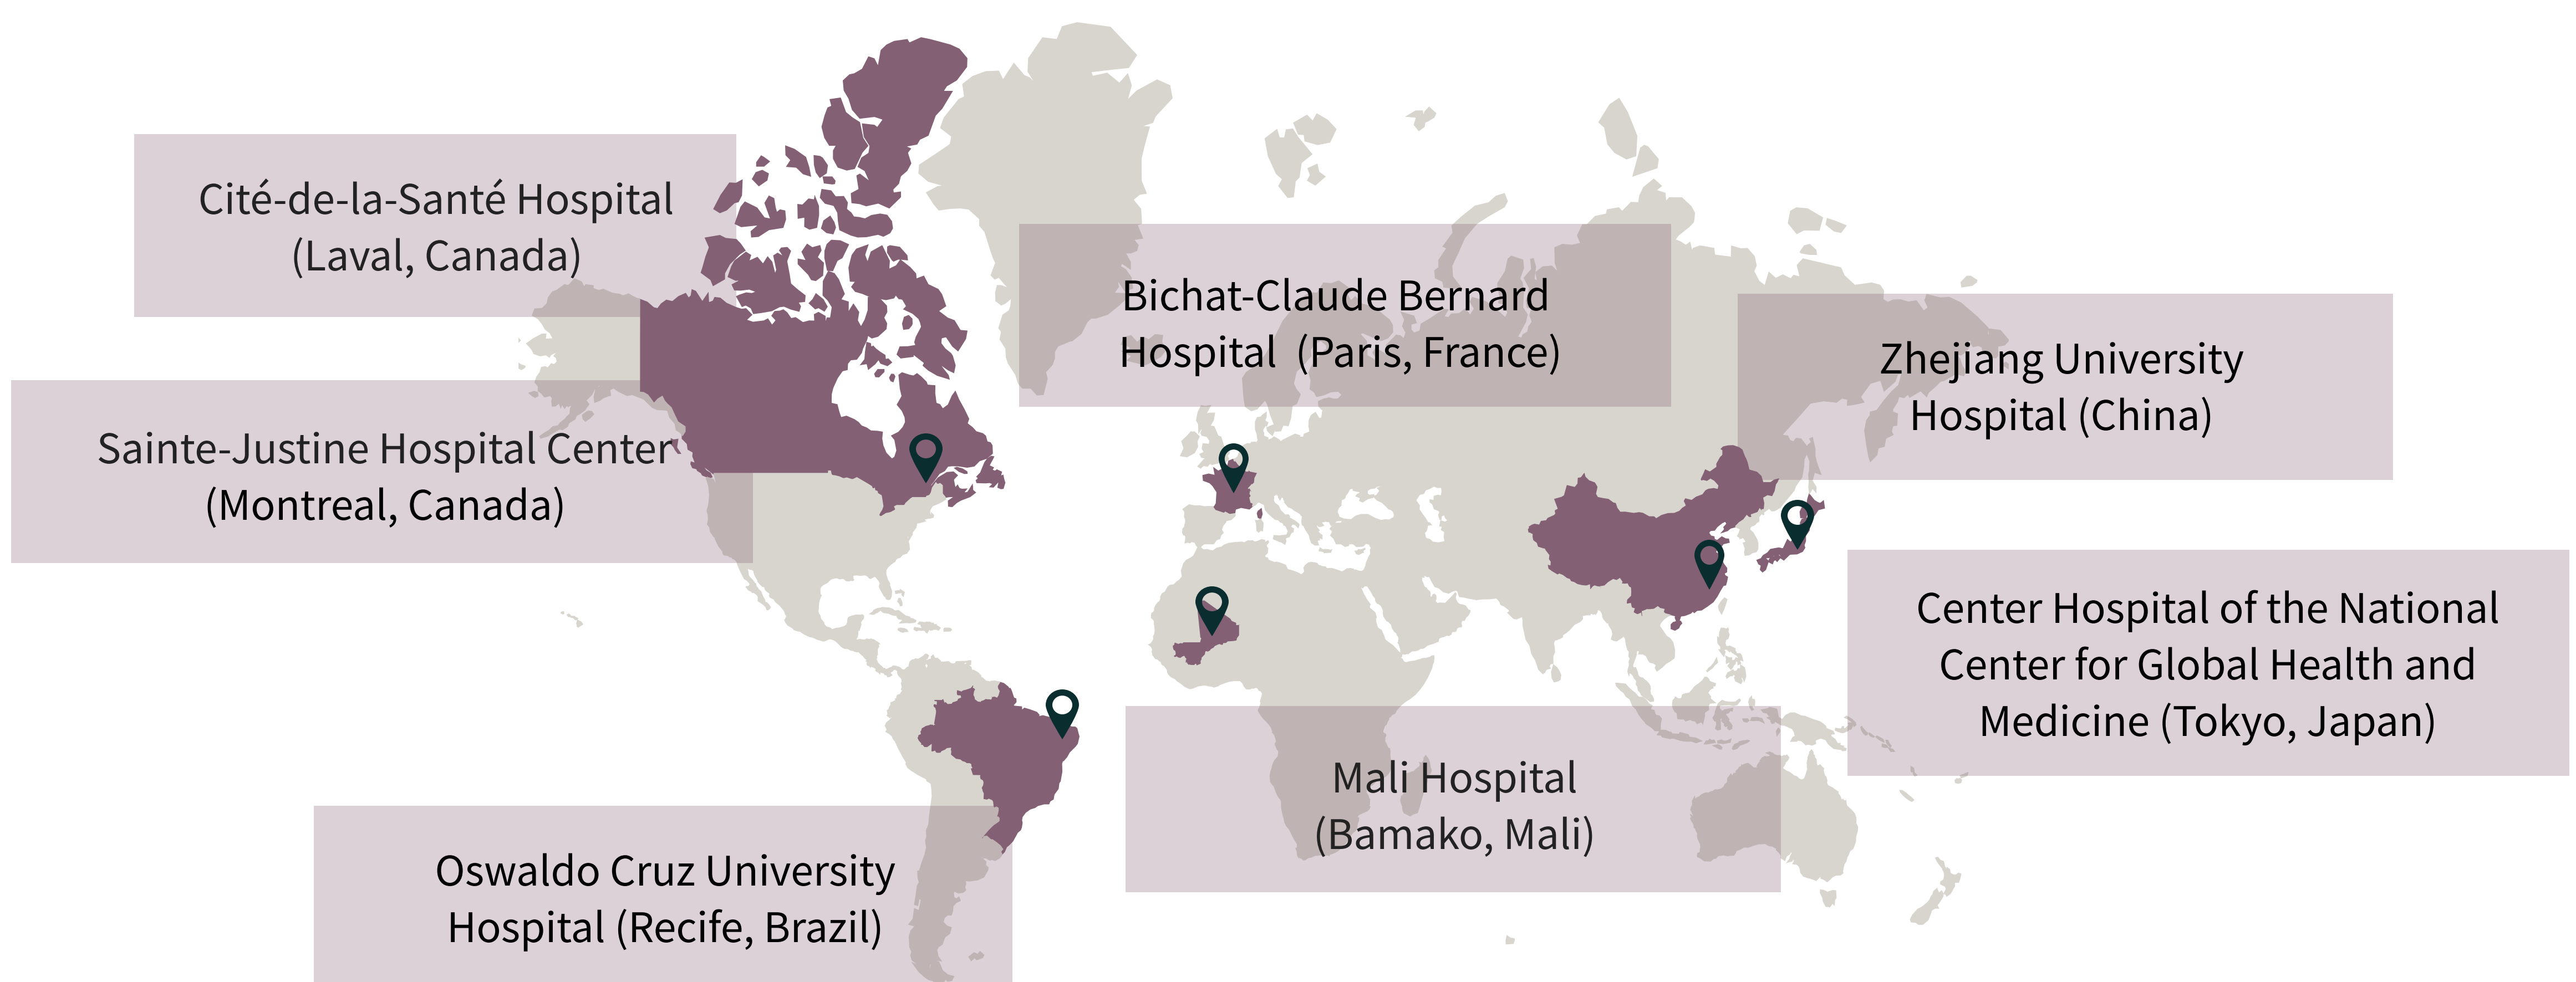 Cité-de-la-Santé Hospital
(Laval, Canada)
Sainte-Justine Hospital Center
(Montreal, Canada)
Bichat-Claude Bernard
Hospital  (Paris, France)
Zhejiang University
Hospital (China)
Center Hospital of the National
Center for Global Health and
Medicine (Tokyo, Japan)
Mali Hospital
(Bamako, Mali)
Oswaldo Cruz University
Hospital (Recife, Brazil)